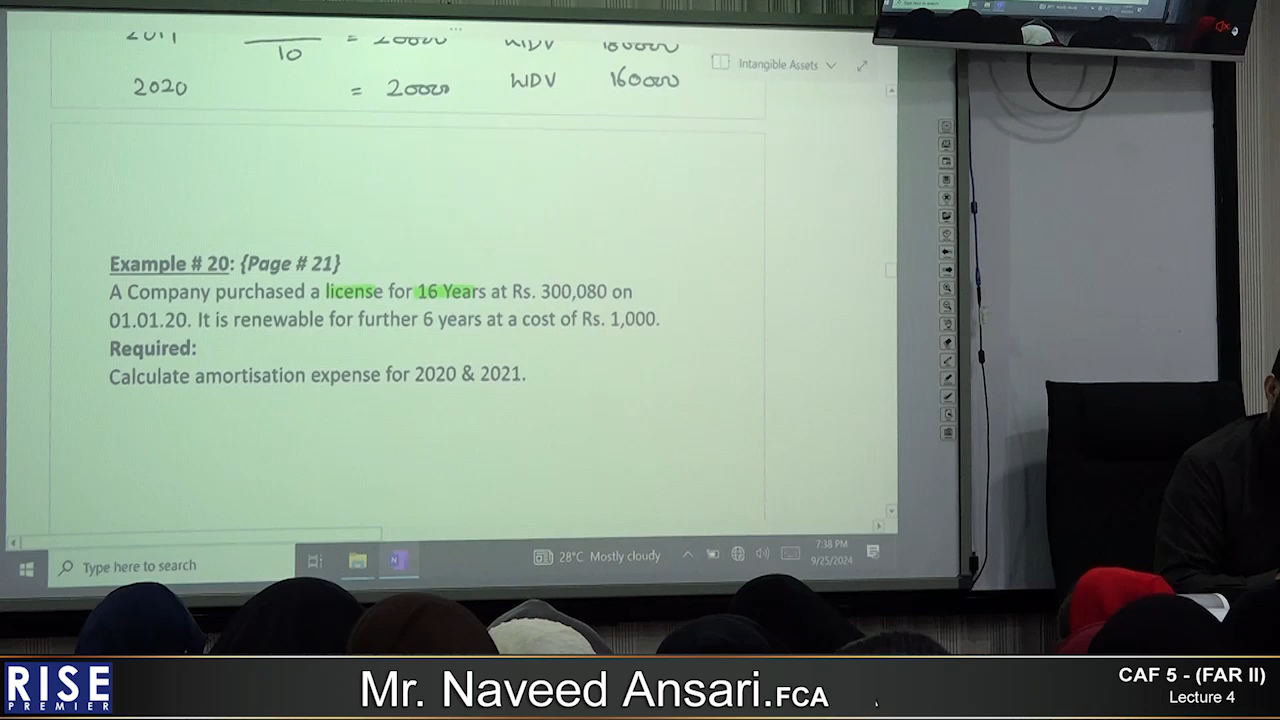 10
Intangible Assets
2020 = 20000 WDV 160000
Example # 20: {Page # 21}
A Company purchased a license for 16 Years at Rs. 300,080 on
01.01.20. It is renewable for further 6 years at a cost of Rs. 1,000.
Required:
Calculate amortisation expense for 2020 & 2021.
Type here to search
28°C Mostly cloudy
7:38 PM
9/25/2024
RISE
PREMIER
Mr. Naveed Ansari.FCA
CAF 5 - (FAR II)
Lecture 4